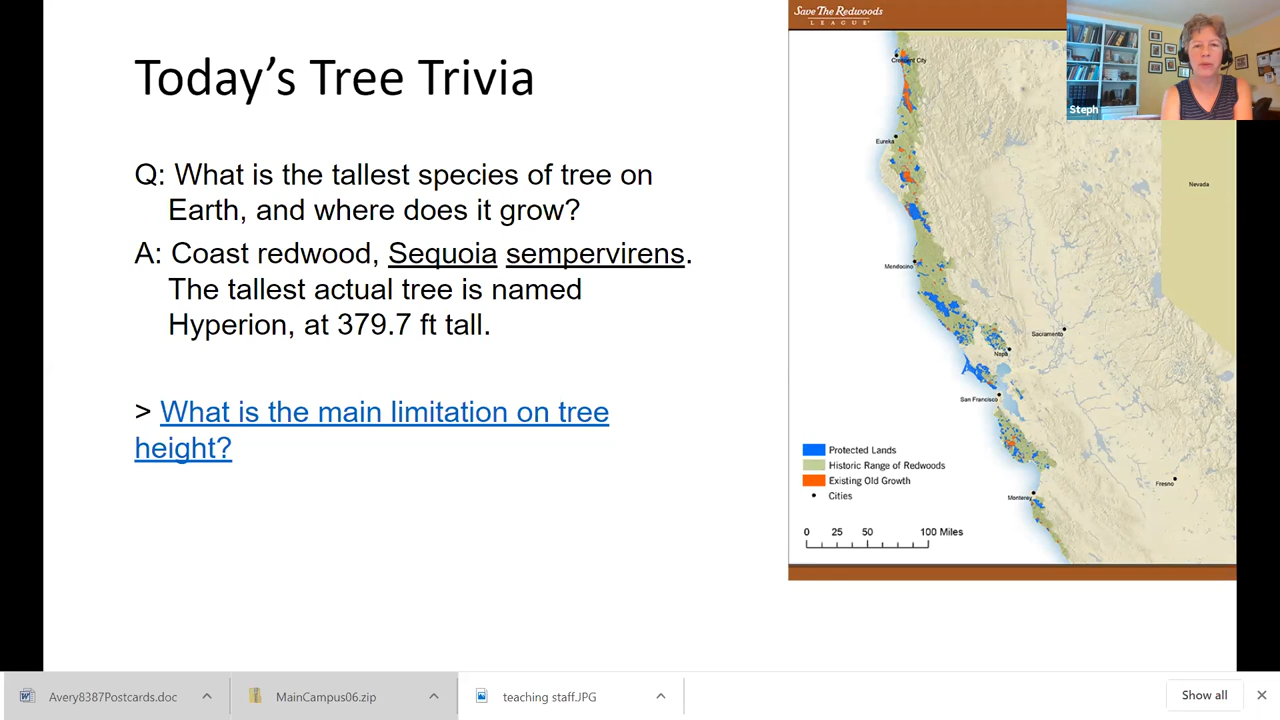 Today's Tree Trivia
Q: What is the tallest species of tree on
Earth, and where does it grow?
A: Coast redwood, Sequoia sempervirens.
The tallest actual tree is named
Hyperion, at 379.7 ft tall.
> What is the main limitation on tree
height?
Save The Redwoods
LEAGUE
Steph
Crescent City
Eureka
Nevada
Mendocino
Sacramento
Napa
San Francisco
Protected Lands
Historic Range of Redwoods
Existing Old Growth
Cities
Fresno
Monterey
0 25 50 100 Miles
Avery8387Postcards.doc
MainCampus06.zip
teaching staff.JPG
Show all